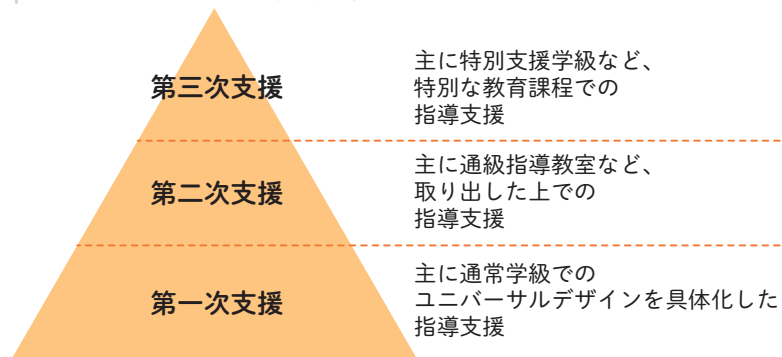 第三次支援
主に特別支援学級など、
特別な教育課程での
指導支援
第二次支援
主に通級指導教室など、
取り出した上での
指導支援
第一次支援
主に通常学級での
ユニバーサルデザインを具体化した
指導支援